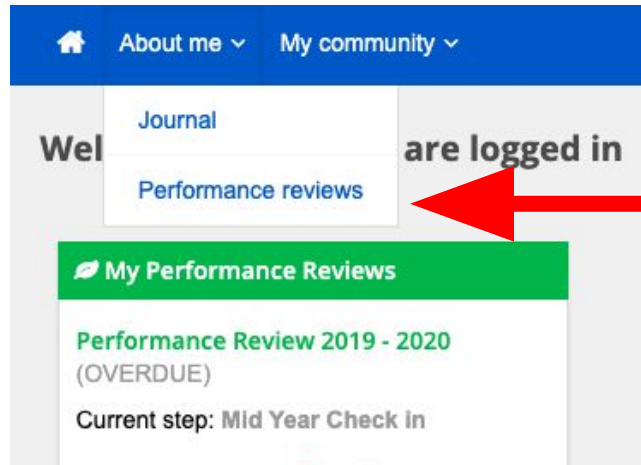 About me My community
Journal
Wel are logged in
Performance reviews
My Performance Reviews
Performance Review 2019 - 2020
(OVERDUE)
Current step: Mid Year Check in